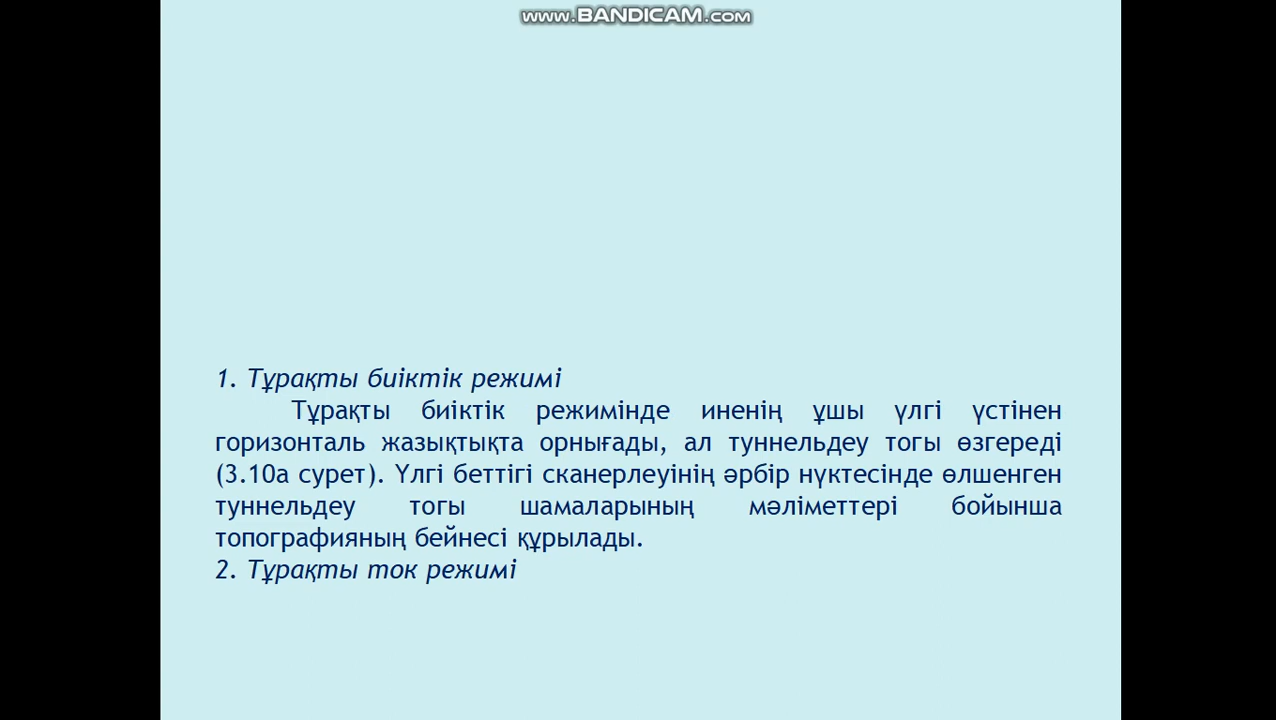 www.BANDICAM.com
1. Тұрақты биіктік режимі
Тұрақты биіктік режимінде иненің ұшы үлгі үстінен
горизонталь жазықтықта орнығады, ал туннельдеу тогы өзгереді
(3.10а сурет). Үлгі беттігі сканерлеуінің әрбір нүктесінде өлшенген
туннельдеу тогы шамаларының мәліметтері бойынша
топографияның бейнесі құрылады.
2. Тұрақты ток режимі